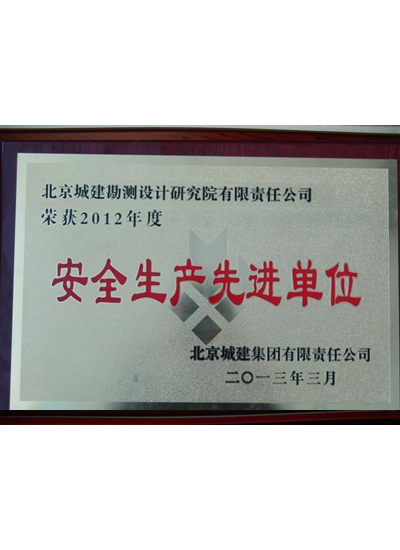 北京城建勘测设计研究院有限责任公司
荣获2012年度
安全生产先进单位
北京城建集团有限责任公司
二〇一三年三月